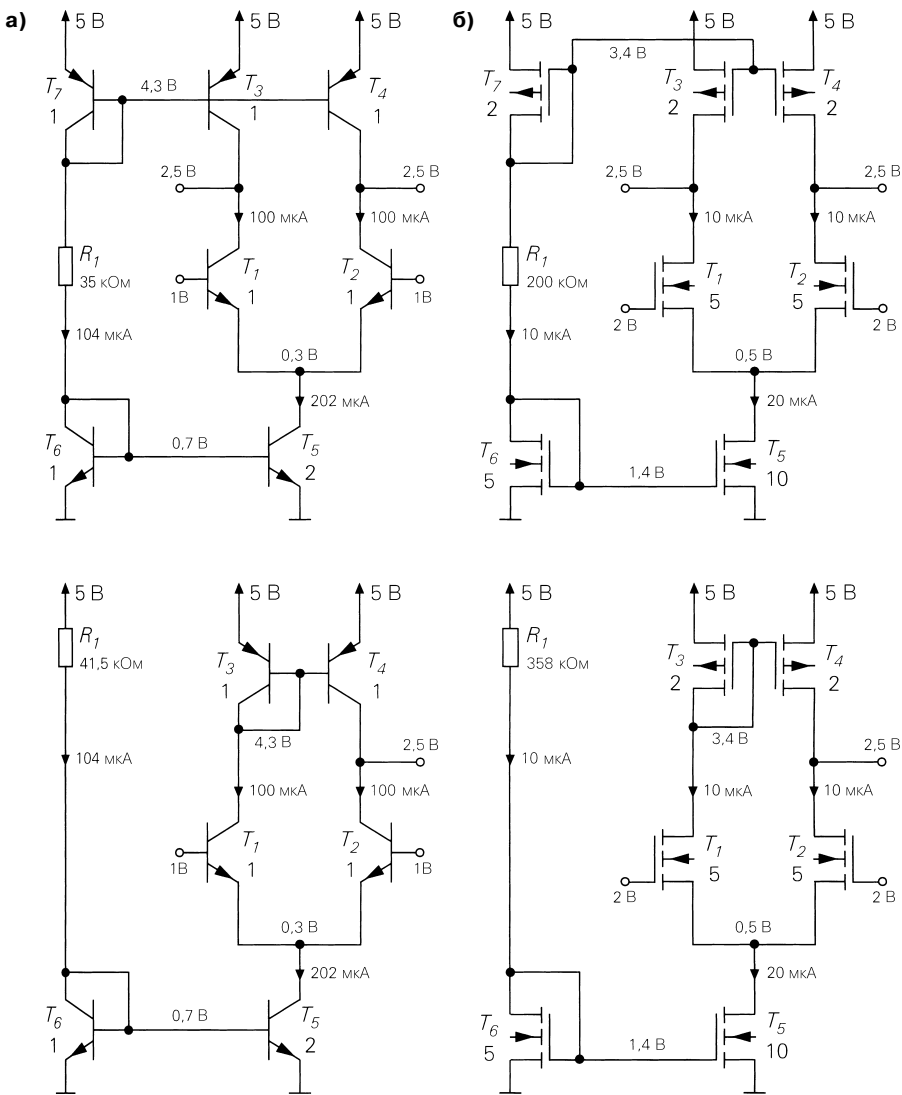 а)
5 В
5 В
5 В
б)
5 В
5 В
5 В
T7
1
4,3 В
T3
1
T4
1
T7
2
3,4 В
T3
2
T4
2
2,5 В
2,5 В
2,5 В
2,5 В
100 мкА
100 мкА
10 мкА
10 мкА
R1
35 кОм
T1
1
T2
1
1В
1В
R1
200 кОм
T1
5
T2
5
2 В
2 В
104 мкА
0,3 В
202 мкА
10 мкА
0,5 В
20 мкА
T6
1
0,7 В
T5
2
T6
5
1,4 В
T5
10
5 В
5 В
5 В
5 В
5 В
5 В
R1
41,5 кОм
T3
1
T4
1
R1
358 кОм
T3
2
T4
2
4,3 В
2,5 В
3,4 В
2,5 В
104 мкА
100 мкА
100 мкА
10 мкА
10 мкА
10 мкА
T1
1
T2
1
1В
1В
T1
5
T2
5
2 В
2 В
0,3 В
202 мкА
0,5 В
20 мкА
T6
1
0,7 В
T5
2
T6
5
1,4 В
T5
10